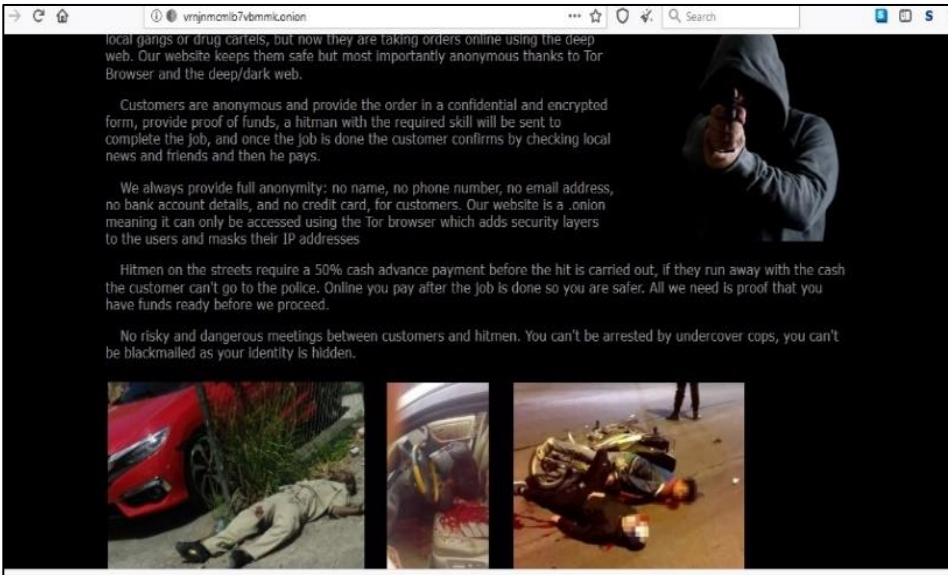 vrnjnmcmlb7vbmmk.onion
Search
S
local gangs or drug cartels, but now they are taking orders online using the deep
web. Our website keeps them safe but most importantly anonymous thanks to Tor
Browser and the deep/dark web.
Customers are anonymous and provide the order in a confidential and encrypted
form, provide proof of funds, a hitman with the required skill will be sent to
complete the job, and once the job is done the customer confirms by checking local
news and friends and then he pays.
We always provide full anonymity: no name, no phone number, no email address,
no bank account details, and no credit card, for customers. Our website is a .onion
meaning it can only be accessed using the Tor browser which adds security layers
to the users and masks their IP addresses
Hitmen on the streets require a 50% cash advance payment before the hit is carried out, if they run away with the cash
the customer can't go to the police. Online you pay after the job is done so you are safer. All we need is proof that you
have funds ready before we proceed.
No risky and dangerous meetings between customers and hitmen. You can't be arrested by undercover cops, you can't
be blackmailed as your identity is hidden.